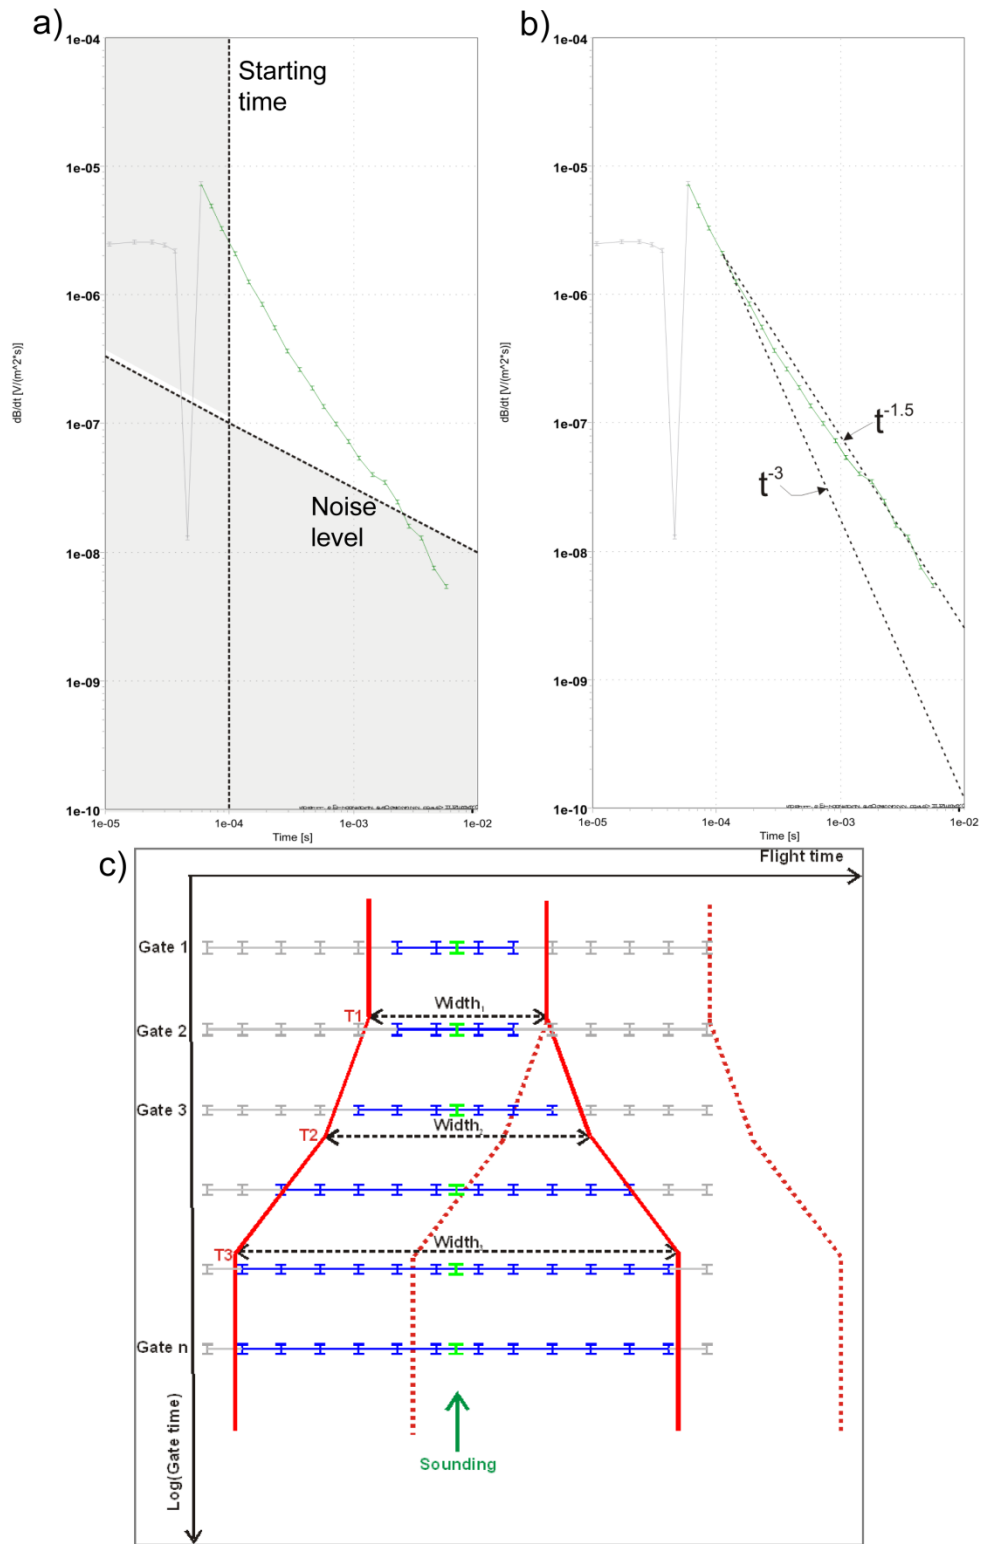 a)
1e-04
1e-05
1e-06
1e-07
1e-08
1e-09
1e-10
dB/dt [V/(m^2*s)]
Starting
time
Noise
level
1e-05
1e-04
1e-03
1e-02
Time [s]
b)
1e-04
1e-05
1e-06
1e-07
1e-08
1e-09
1e-10
dB/dt [V/(m^2*s)]
t^-1.5
t^-3
1e-05
1e-04
1e-03
1e-02
Time [s]
c)
Flight time
Gate 1
T1
Width₁
Gate 2
Gate 3
T2
Width₂
T3
Gate n
Sounding
Log(Gate time)